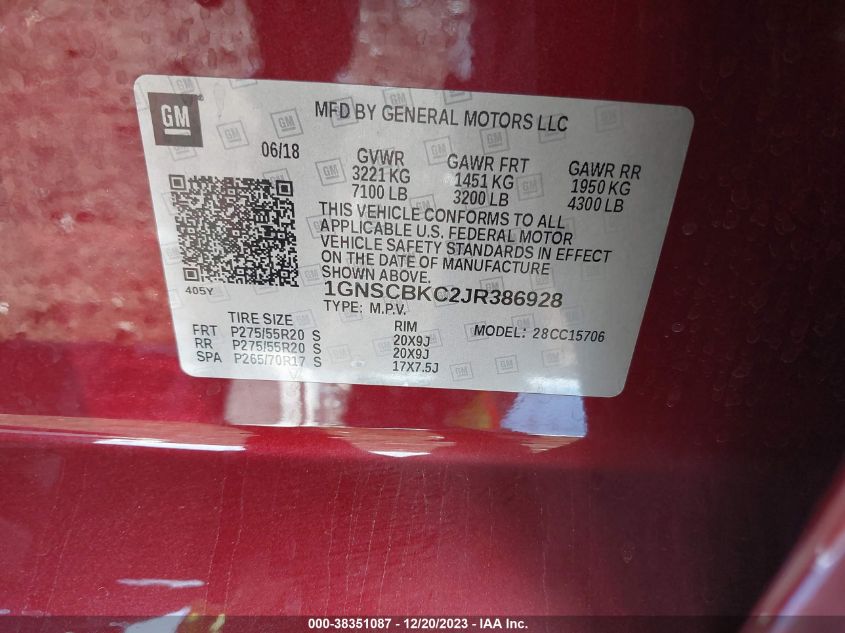 GM
MFD BY GENERAL MOTORS LLC
06/18
GVWR
3221 KG
7100 LB
GAWR FRT
1451 KG
3200 LB
GAWR RR
1950 KG
4300 LB
THIS VEHICLE CONFORMS TO ALL
APPLICABLE U.S. FEDERAL MOTOR
VEHICLE SAFETY STANDARDS IN EFFECT
ON THE DATE OF MANUFACTURE
SHOWN ABOVE.
405Y
1GNSCBKC2JR386928
TYPE: M.P.V.
MODEL: 28CC15706
TIRE SIZE
RIM
FRT P275/55R20 S 20X9J
RR P275/55R20 S 20X9J
SPA P265/70R17 S 17X7.5J
000-38351087 - 12/20/2023 - IAA Inc.